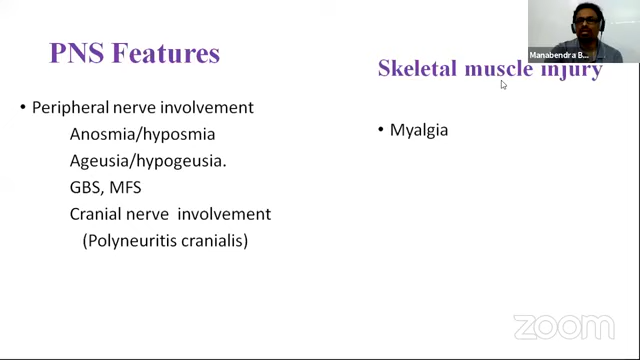 PNS Features
• Peripheral nerve involvement
Anosmia/hyposmia
Ageusia/hypogeusia.
GBS, MFS
Cranial nerve involvement
(Polyneuritis cranialis)
Manabendra B...
Skeletal muscle injury
• Myalgia
zoom